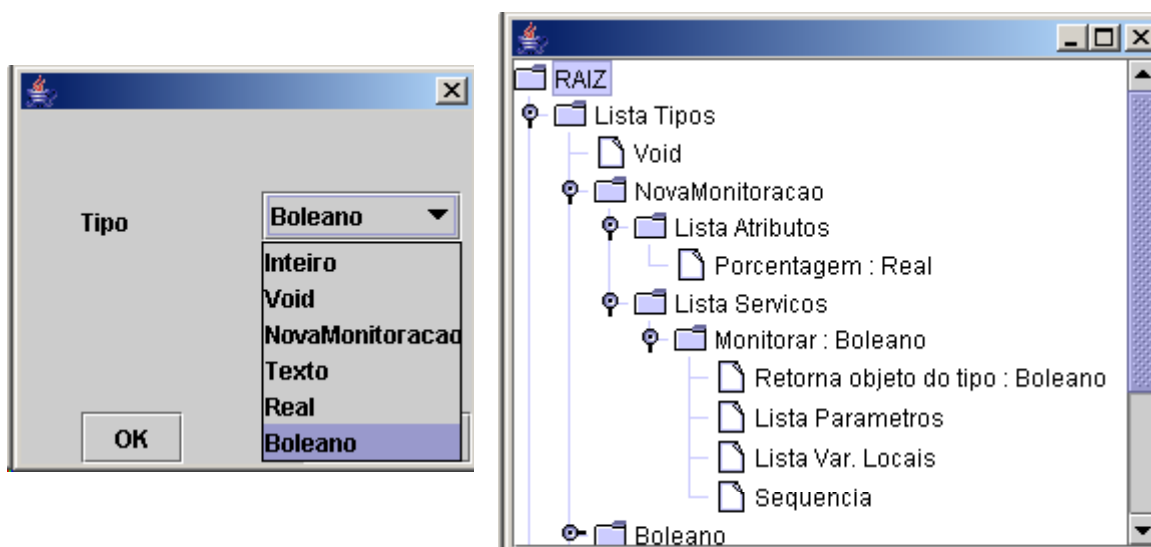 Tipo
Boleano
Inteiro
Void
NovaMonitoracao
Texto
Real
Boleano
OK
RAIZ
Lista Tipos
Void
NovaMonitoracao
Lista Atributos
Porcentagem : Real
Lista Servicos
Monitorar : Boleano
Retorna objeto do tipo : Boleano
Lista Parametros
Lista Var. Locais
Sequencia
Boleano